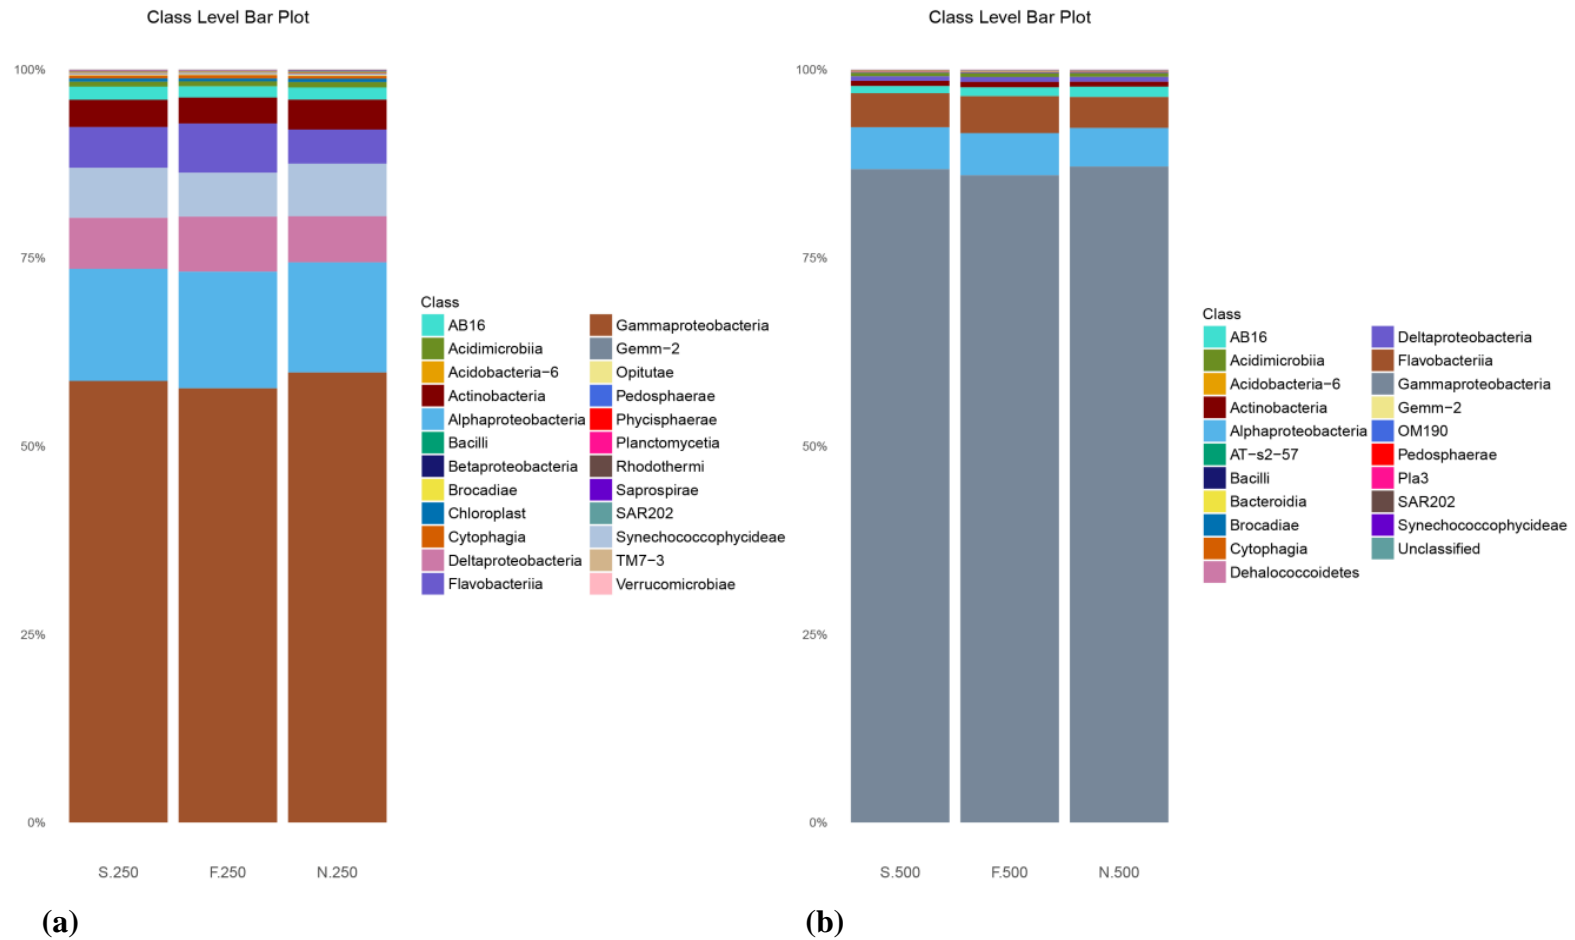 Class Level Bar Plot
100%
75%
50%
25%
0%
S.250 F.250 N.250
Class
AB16
Acidimicrobiia
Acidobacteria−6
Actinobacteria
Alphaproteobacteria
Bacilli
Betaproteobacteria
Brocadiae
Chloroplast
Cytophagia
Deltaproteobacteria
Flavobacteriia
Gammaproteobacteria
Gemm−2
Opitutae
Pedosphaerae
Phycisphaerae
Planctomycetia
Rhodothermi
Saprospirae
SAR202
Synechococcophycideae
TM7−3
Verrucomicrobiae
(a)
Class Level Bar Plot
100%
75%
50%
25%
0%
S.500 F.500 N.500
Class
AB16
Acidimicrobiia
Acidobacteria−6
Actinobacteria
Alphaproteobacteria
AT−s2−57
Bacilli
Bacteroidia
Brocadiae
Cytophagia
Dehalococcoidetes
Deltaproteobacteria
Flavobacteriia
Gammaproteobacteria
Gemm−2
OM190
Pedosphaerae
Pla3
SAR202
Synechococcophycideae
Unclassified
(b)